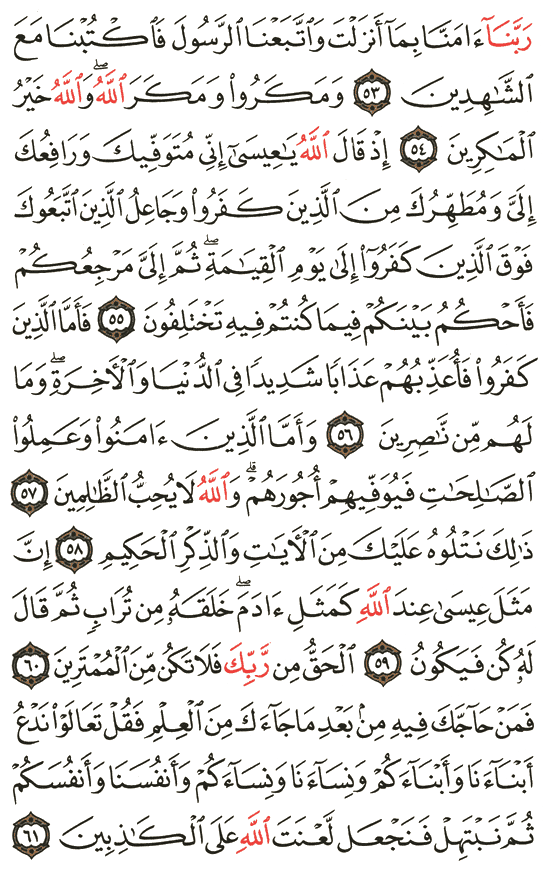 رَبَّنَآ ءَامَنَّا بِمَآ أَنزَلْتَ وَٱتَّبَعْنَا ٱلرَّسُولَ فَٱكْتُبْنَا مَعَ
ٱلشَّٰهِدِينَ ٥٣ وَمَكَرُوا۟ وَمَكَرَ ٱللَّهُۖ وَٱللَّهُ خَيْرُ
ٱلْمَٰكِرِينَ ٥٤ إِذْ قَالَ ٱللَّهُ يَٰعِيسَىٰٓ إِنِّى مُتَوَفِّيكَ وَرَافِعُكَ
إِلَىَّ وَمُطَهِّرُكَ مِنَ ٱلَّذِينَ كَفَرُوا۟ وَجَاعِلُ ٱلَّذِينَ ٱتَّبَعُوكَ
فَوْقَ ٱلَّذِينَ كَفَرُوٓا۟ إِلَىٰ يَوْمِ ٱلْقِيَٰمَةِۖ ثُمَّ إِلَىَّ مَرْجِعُكُمْ
فَأَحْكُمُ بَيْنَكُمْ فِيمَا كُنتُمْ فِيهِ تَخْتَلِفُونَ ٥٥ فَأَمَّا ٱلَّذِينَ
كَفَرُوا۟ فَأُعَذِّبُهُمْ عَذَابًا شَدِيدًا فِى ٱلدُّنْيَا وَٱلْءَاخِرَةِۖ وَمَا
لَهُم مِّن نَّٰصِرِينَ ٥٦ وَأَمَّا ٱلَّذِينَ ءَامَنُوا۟ وَعَمِلُوا۟
ٱلصَّٰلِحَٰتِ فَيُوَفِّيهِمْ أُجُورَهُمْۗ وَٱللَّهُ لَا يُحِبُّ ٱلظَّٰلِمِينَ ٥٧
ذَٰلِكَ نَتْلُوهُ عَلَيْكَ مِنَ ٱلْءَايَٰتِ وَٱلذِّكْرِ ٱلْحَكِيمِ ٥٨ إِنَّ
مَثَلَ عِيسَىٰ عِندَ ٱللَّهِ كَمَثَلِ ءَادَمَۖ خَلَقَهُۥ مِن تُرَابٍ ثُمَّ قَالَ
لَهُۥ كُن فَيَكُونُ ٥٩ ٱلْحَقُّ مِن رَّبِّكَ فَلَا تَكُن مِّنَ ٱلْمُمْتَرِينَ ٦٠
فَمَنْ حَآجَّكَ فِيهِ مِنۢ بَعْدِ مَا جَآءَكَ مِنَ ٱلْعِلْمِ فَقُلْ تَعَالَوْا۟ نَدْعُ
أَبْنَآءَنَا وَأَبْنَآءَكُمْ وَنِسَآءَنَا وَنِسَآءَكُمْ وَأَنفُسَنَا وَأَنفُسَكُمْ
ثُمَّ نَبْتَهِلْ فَنَجْعَل لَّعْنَتَ ٱللَّهِ عَلَى ٱلْكَٰذِبِينَ ٦١